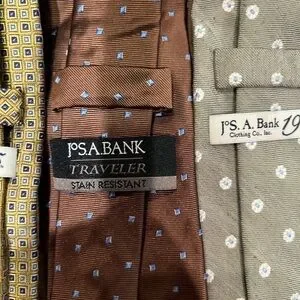 JoS.A.BANK
TRAVELER
STAIN RESISTANT
JoS. A. Bank 19
Clothing Co., Inc.